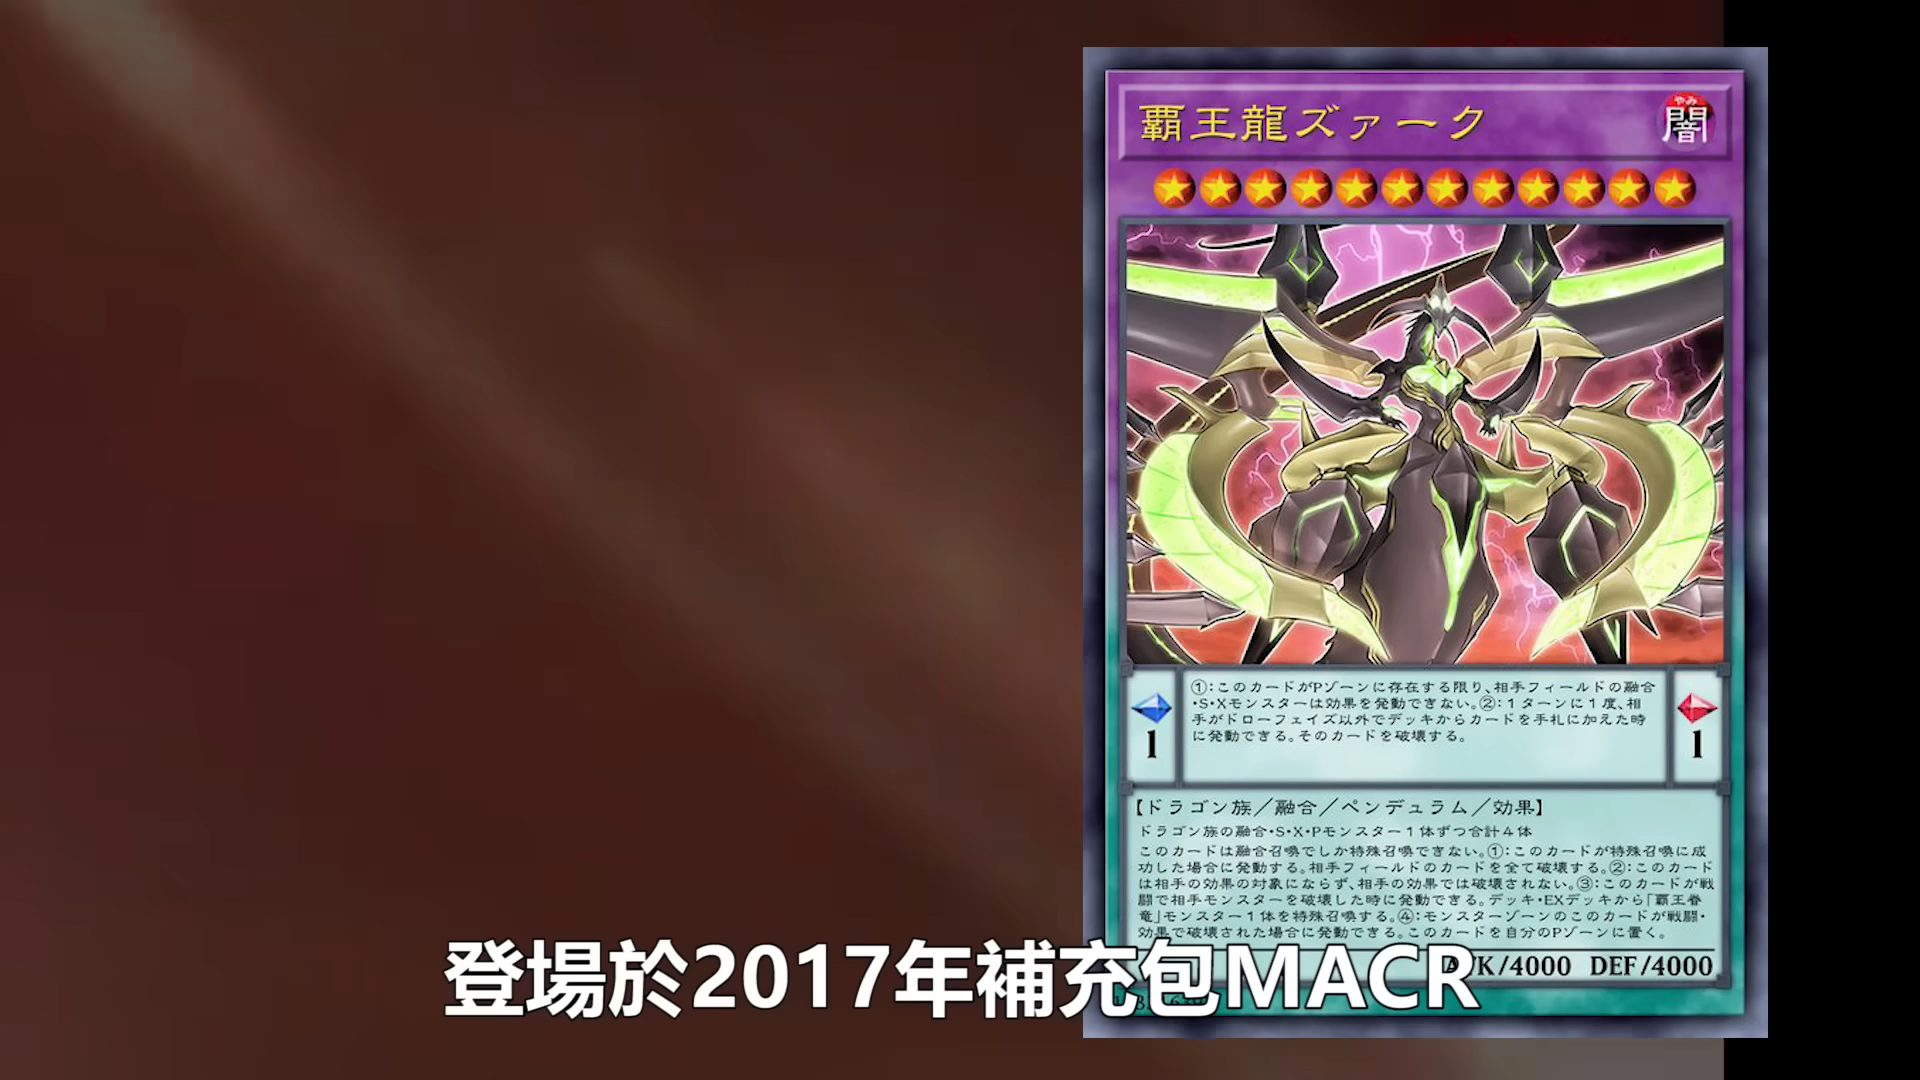 覇王龍ズァーク
やみ
闇
①：このカードがPゾーンに存在する限り、相手フィールドの融合
・S・Xモンスターは効果を発動できない。②：１ターンに１度、相
手がドローフェイズ以外でデッキからカードを手札に加えた時
に発動できる。そのカードを破壊する。
1
1
【ドラゴン族／融合／ペンデュラム／効果】
ドラゴン族の融合・S・X・Pモンスター１体ずつ合計４体
このカードは融合召喚でしか特殊召喚できない。①：このカードが特殊召喚に成
功した場合に発動する。相手フィールドのカードを全て破壊する。②：このカード
は相手の効果の対象にならず、相手の効果では破壊されない。③：このカードが戦
闘で相手モンスターを破壊した時に発動できる。デッキ・EXデッキから「覇王眷
竜」モンスター１体を特殊召喚する。④：モンスターゾーンのこのカードが戦闘・
効果で破壊された場合に発動できる。このカードを自分のPゾーンに置く。
/4000 DEF/4000
登場於2017年補充包MACR